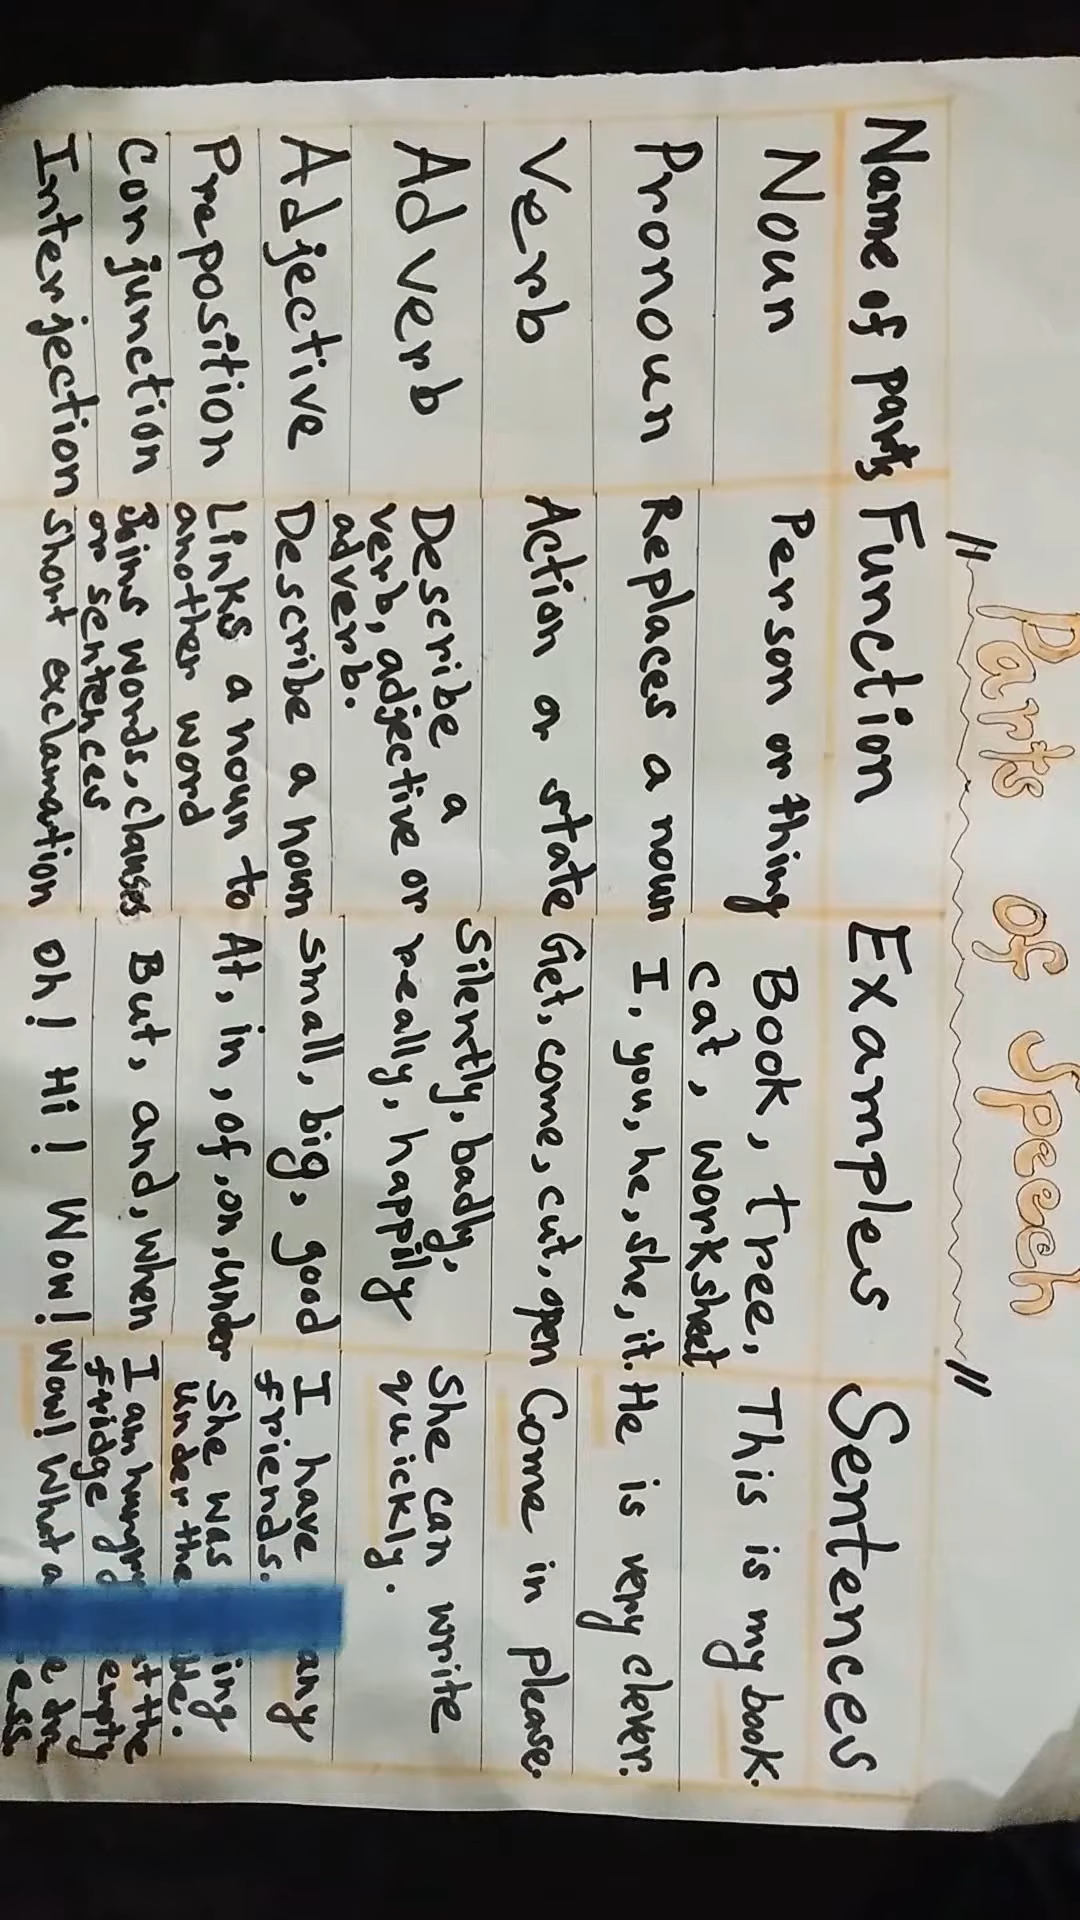 "Parts of Speech"
Name of parts Function Examples Sentences
Noun Person or thing Book, tree, This is my book.
cat, worksheet
Pronoun Replaces a noun I, you, he, she, it. He is very clever.
Verb Action or state Get, come, cut, open Come in please.
Adverb Describe a Silently, badly, She can write
verb, adjective or really, happily quickly.
adverb.
Adjective Describe a noun small, big, good I have any
friends.
Preposition Links a noun to At, in, of, on, under She was ing
another word under the ble.
Conjunction Joins words, clauses But, and, when I am hungry the
or sentences fridge empty
Interjection short exclamation Oh! Hi! Wow! Wow! What a